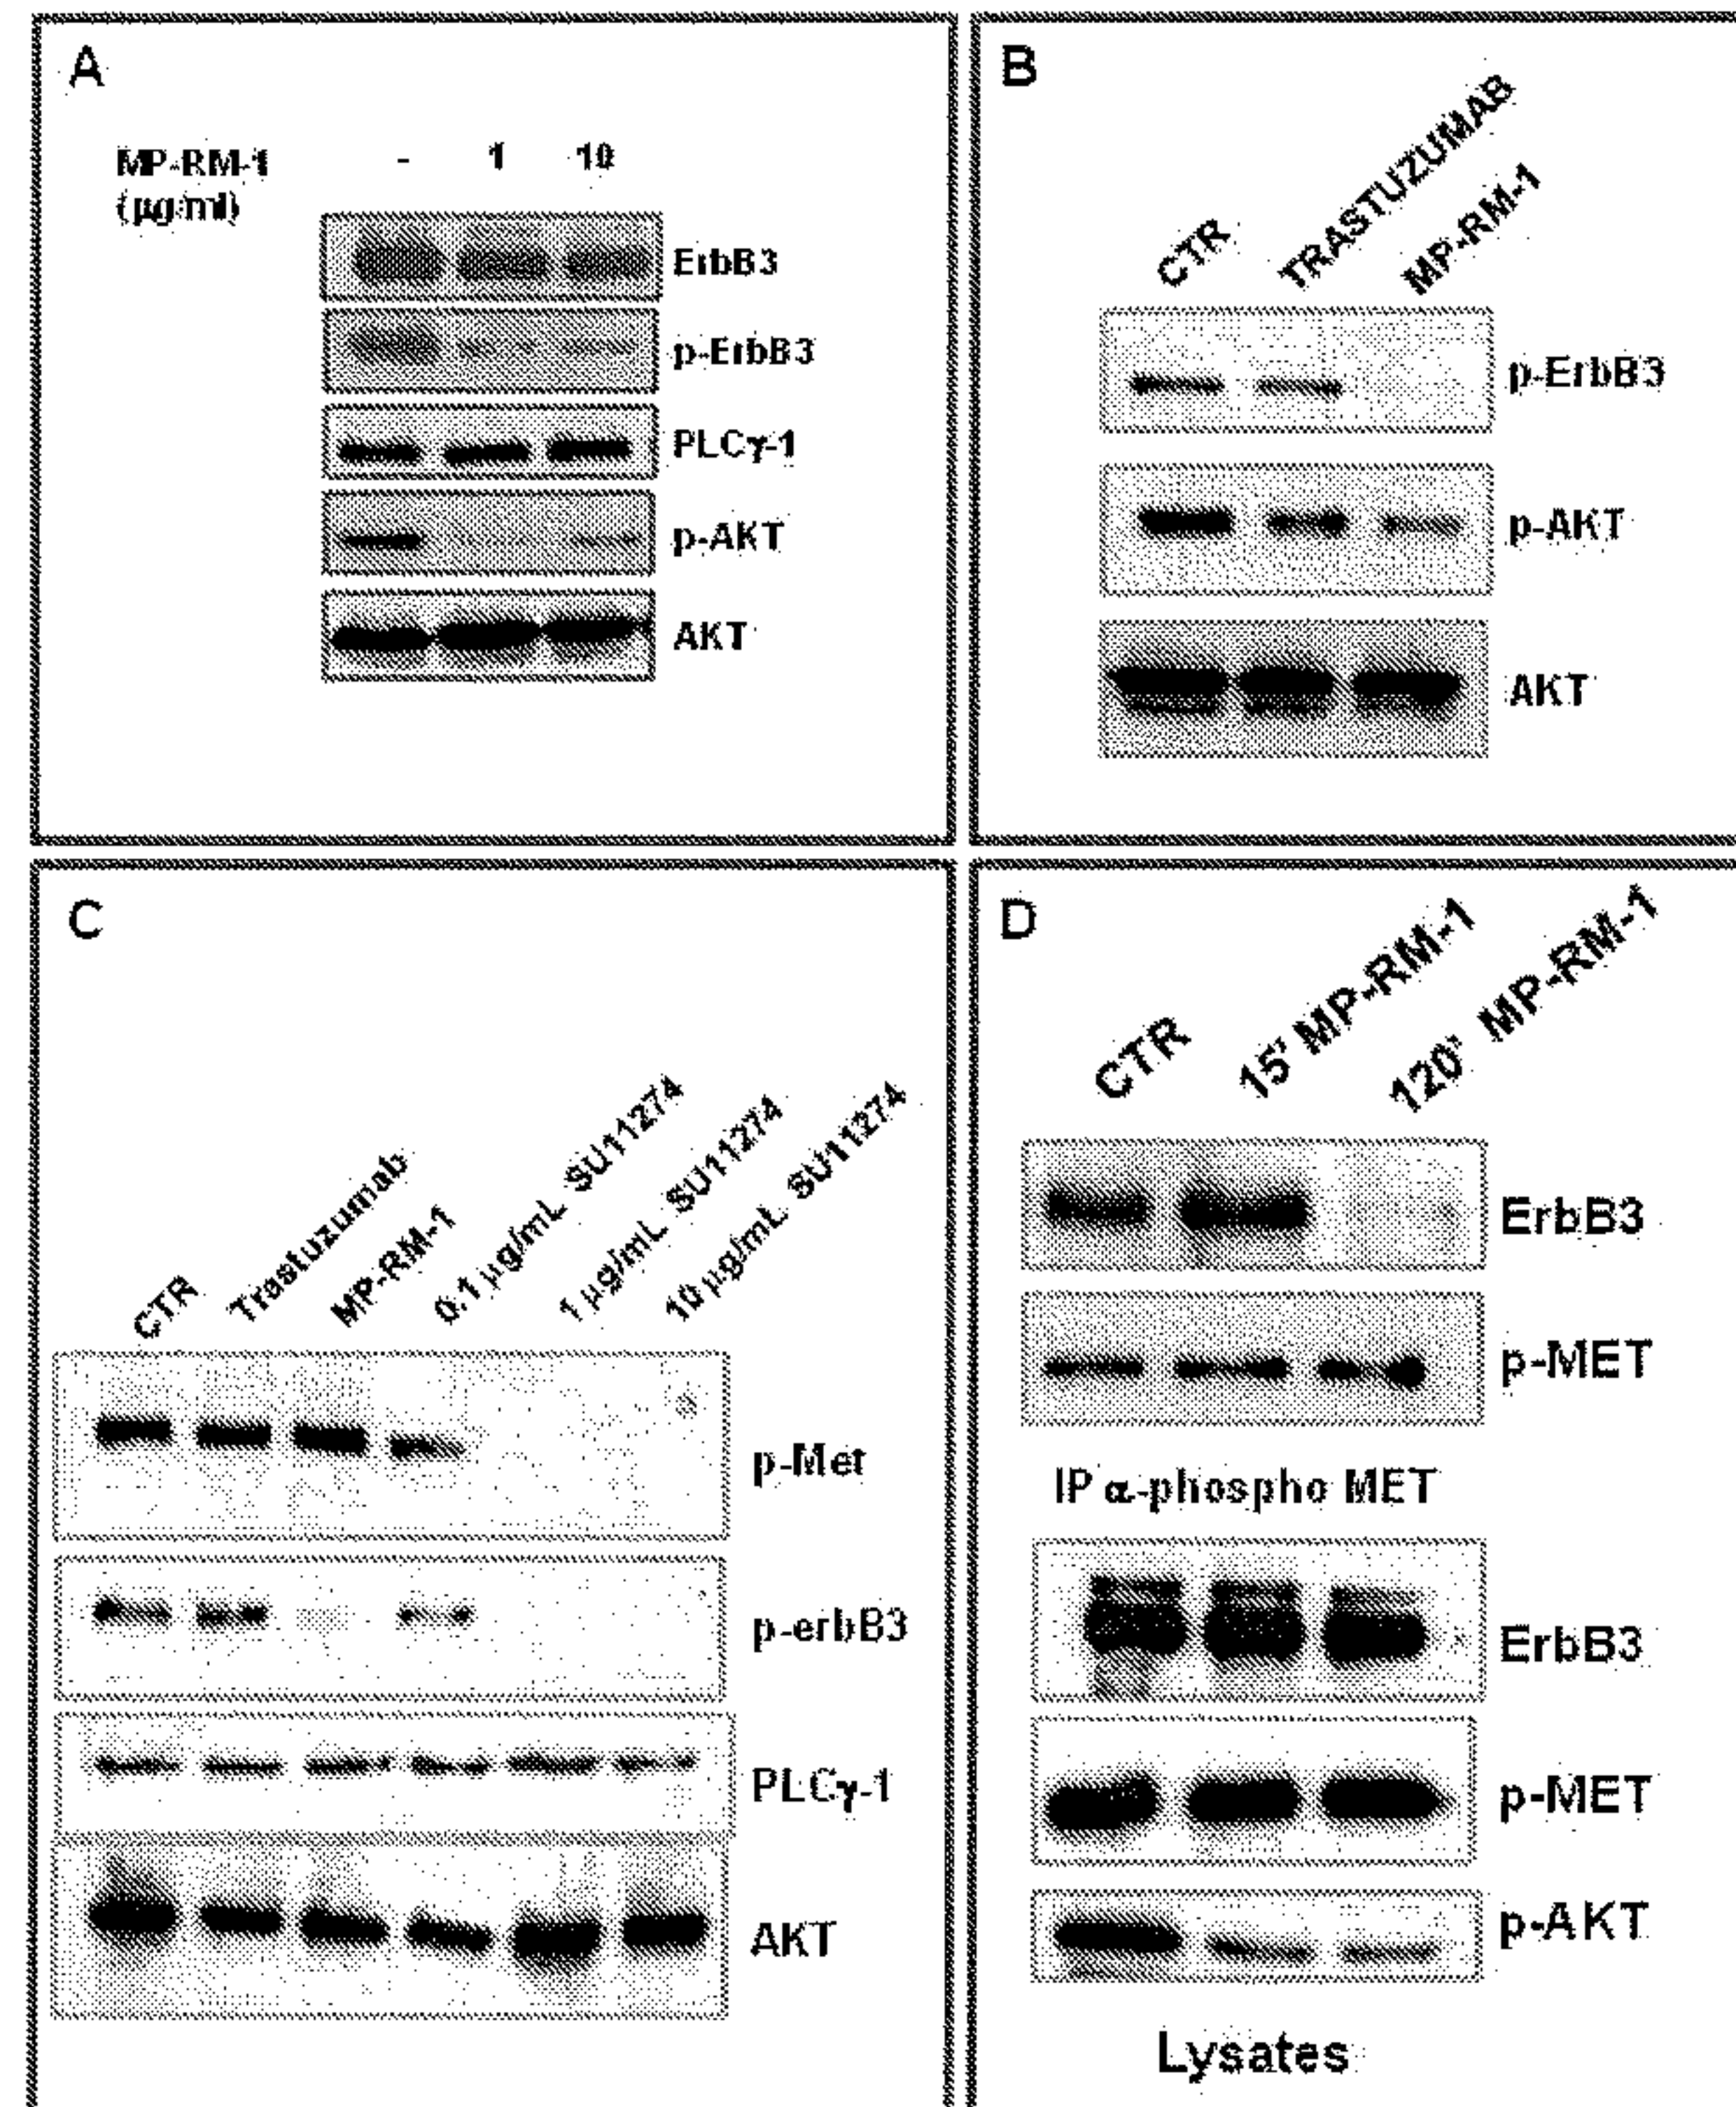 A
MP-RM-1 - 1 10
(µg/ml)
ErbB3
p-ErbB3
PLCγ-1
p-AKT
AKT
B
CTR
TRASTUZUMAB
MP-RM-1
p-ErbB3
p-AKT
AKT
C
CTR
Trastuzumab
MP-RM-1
0.1 µg/mL SU11274
1 µg/mL SU11274
10 µg/mL SU11274
p-Met
p-erbB3
PLCγ-1
AKT
D
CTR
15' MP-RM-1
120' MP-RM-1
ErbB3
p-MET
IP α-phospho MET
ErbB3
p-MET
p-AKT
Lysates